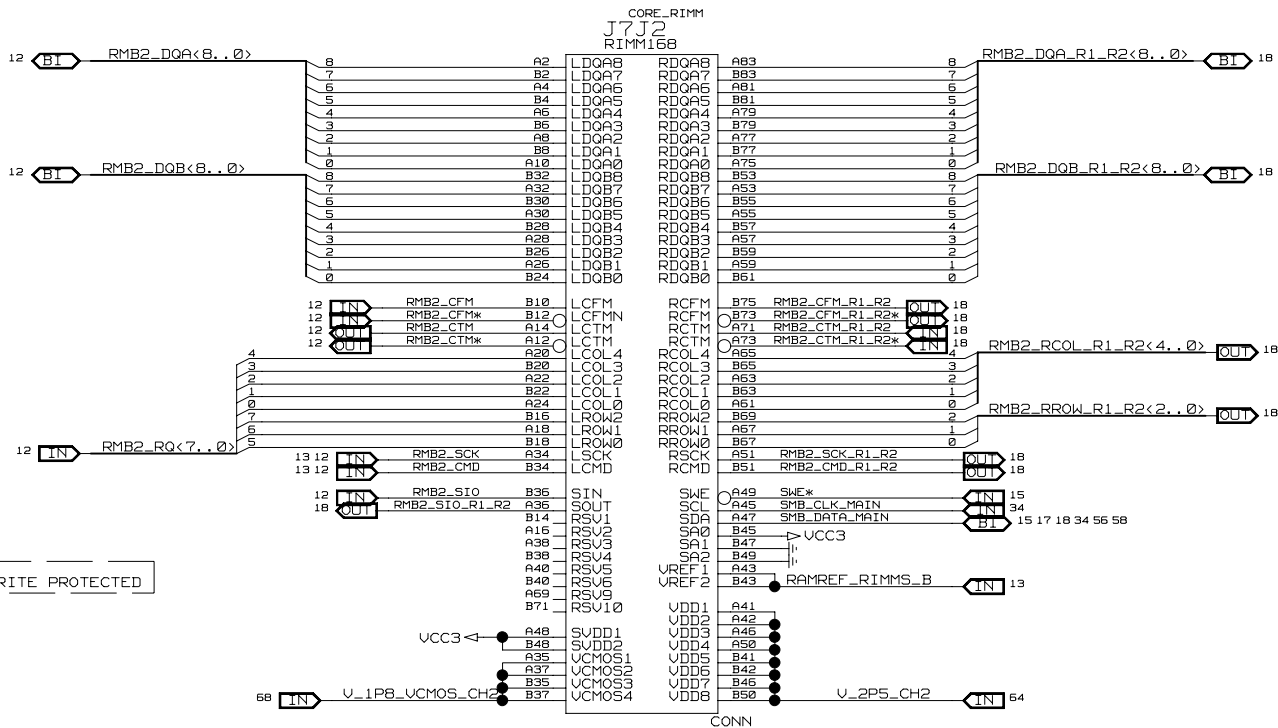 CORE_RIMM
J7J2
RIMM168
12 BI RMB2_DQA<8..0> RMB2_DQA_R1_R2<8..0> BI 18
8 A2 LDQA8 RDQA8 A83 8
7 B2 LDQA7 RDQA7 B83 7
6 A4 LDQA6 RDQA6 A81 6
5 B4 LDQA5 RDQA5 B81 5
4 A6 LDQA4 RDQA4 A79 4
3 B6 LDQA3 RDQA3 B79 3
2 A8 LDQA2 RDQA2 A77 2
1 B8 LDQA1 RDQA1 B77 1
0 A10 LDQA0 RDQA0 A75 0
12 BI RMB2_DQB<8..0> RMB2_DQB_R1_R2<8..0> BI 18
8 B32 LDQB8 RDQB8 B53 8
7 A32 LDQB7 RDQB7 A53 7
6 B30 LDQB6 RDQB6 B55 6
5 A30 LDQB5 RDQB5 A55 5
4 B28 LDQB4 RDQB4 B57 4
3 A28 LDQB3 RDQB3 A57 3
2 B26 LDQB2 RDQB2 B59 2
1 A26 LDQB1 RDQB1 A59 1
0 B24 LDQB0 RDQB0 B61 0
12 IN RMB2_CFM B10 LCFM RCFM B75 RMB2_CFM_R1_R2 OUT 18
12 IN RMB2_CFM* B12 LCFMN RCFM B73 RMB2_CFM_R1_R2* OUT 18
12 OUT RMB2_CTM A14 LCTM RCTM A71 RMB2_CTM_R1_R2 IN 18
12 OUT RMB2_CTM* A12 LCTM RCTM A73 RMB2_CTM_R1_R2* IN 18
4 A20 LCOL4 RCOL4 A65 4 RMB2_RCOL_R1_R2<4..0> OUT 18
3 B20 LCOL3 RCOL3 B65 3
2 A22 LCOL2 RCOL2 A63 2
1 B22 LCOL1 RCOL1 B63 1
0 A24 LCOL0 RCOL0 A61 0
7 B16 LROW2 RROW2 B69 2 RMB2_RROW_R1_R2<2..0> OUT 18
6 A18 LROW1 RROW1 A67 1
5 B18 LROW0 RROW0 B67 0
12 IN RMB2_RQ<7..0>
13 12 IN RMB2_SCK A34 LSCK RSCK A51 RMB2_SCK_R1_R2 OUT 18
13 12 IN RMB2_CMD B34 LCMD RCMD B51 RMB2_CMD_R1_R2 OUT 18
12 IN RMB2_SIO B36 SIN SWE A49 SWE* IN 15
18 OUT RMB2_SIO_R1_R2 A36 SOUT SCL A45 SMB_CLK_MAIN IN 34
B14 RSV1 SDA A47 SMB_DATA_MAIN BI 15 17 18 34 56 58
A16 RSV2 SA0 B45 VCC3
A38 RSV3 SA1 B47
B38 RSV4 SA2 B49
A40 RSV5 VREF1 A43
B40 RSV6 VREF2 B43 RAMREF_RIMMS_B IN 13
A69 RSV9
B71 RSV10 VDD1 A41
VDD2 A42
RITE PROTECTED
VCC3 A48 SVDD1 VDD3 A46
B48 SVDD2 VDD4 A50
A35 VCMOS1 VDD5 B41
A37 VCMOS2 VDD6 B42
B35 VCMOS3 VDD7 B46
68 IN V_1P8_VCMOS_CH2 B37 VCMOS4 VDD8 B50 V_2P5_CH2 IN 64
CONN